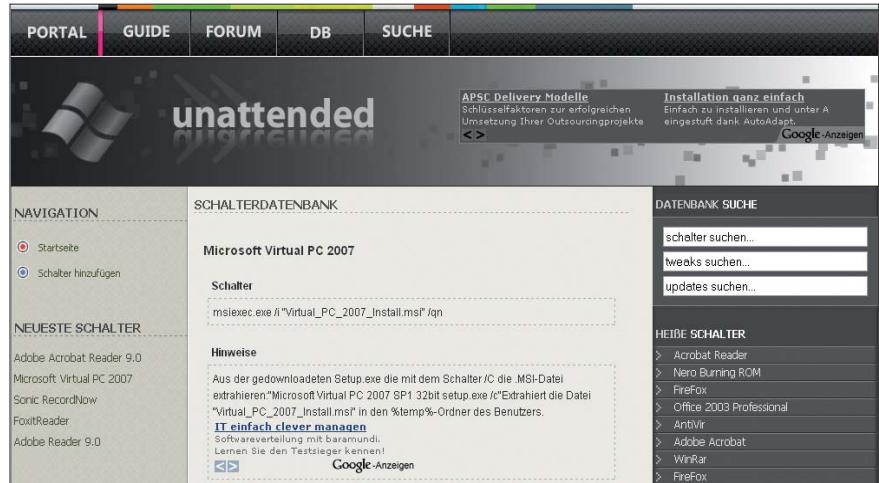 PORTAL GUIDE FORUM DB SUCHE
unattended
APSC Delivery Modelle
Schlüsselfaktoren zur erfolgreichen
Umsetzung Ihrer Outsourcingprojekte
Installation ganz einfach
Einfach zu installieren und unter A
eingestuft dank AutoAdapt.
Google-Anzeigen
NAVIGATION
Startseite
Schalter hinzufügen
NEUESTE SCHALTER
Adobe Acrobat Reader 9.0
Microsoft Virtual PC 2007
Sonic RecordNow
FoxitReader
Adobe Reader 9.0
SCHALTERDATENBANK
Microsoft Virtual PC 2007
Schalter
msiexec.exe /i "Virtual_PC_2007_Install.msi" /qn
Hinweise
Aus der gedownloadeten Setup.exe die mit dem Schalter /C die .MSI-Datei
extrahieren:"Microsoft Virtual PC 2007 SP1 32bit setup.exe /c"Extrahiert die Datei
"Virtual_PC_2007_Install.msi" in den %temp%-Ordner des Benutzers.
IT einfach clever managen
Softwareverteilung mit baramundi.
Lernen Sie den Testsieger kennen!
Google-Anzeigen
DATENBANK SUCHE
schalter suchen...
tweaks suchen...
updates suchen...
HEIßE SCHALTER
Acrobat Reader
Nero Burning ROM
FireFox
Office 2003 Professional
AntiVir
Adobe Acrobat
WinRar
FireFox